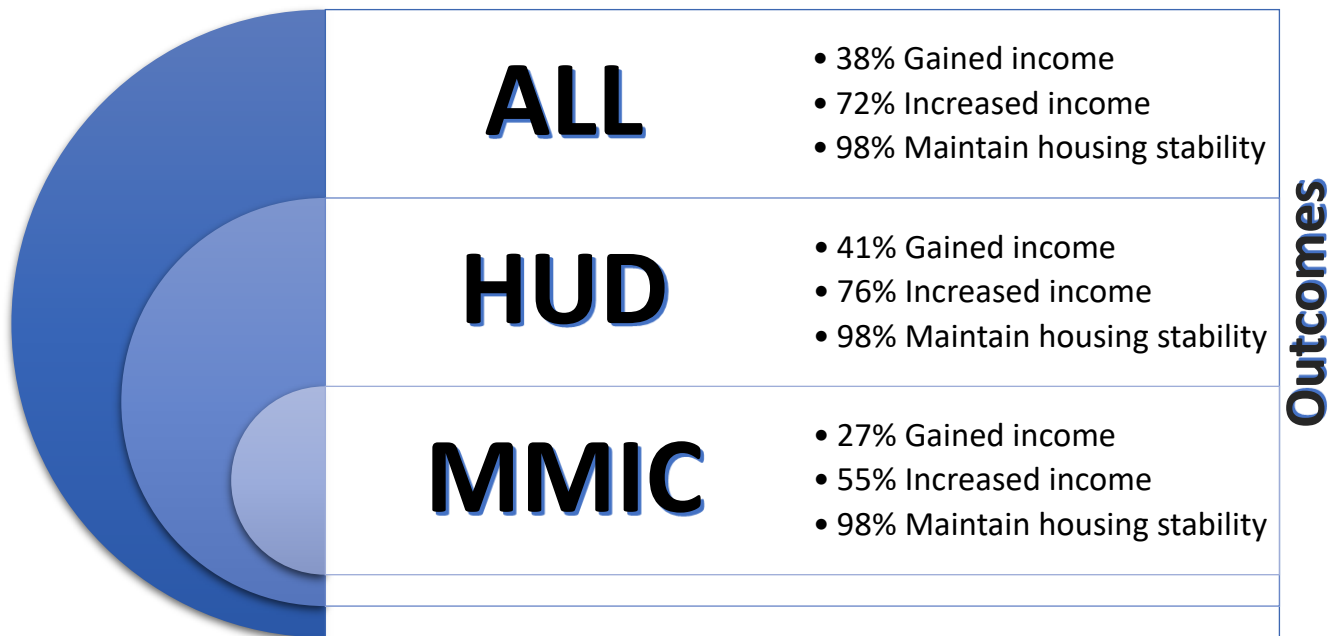 ALL
• 38% Gained income
• 72% Increased income
• 98% Maintain housing stability
HUD
• 41% Gained income
• 76% Increased income
• 98% Maintain housing stability
MMIC
• 27% Gained income
• 55% Increased income
• 98% Maintain housing stability
Outcomes